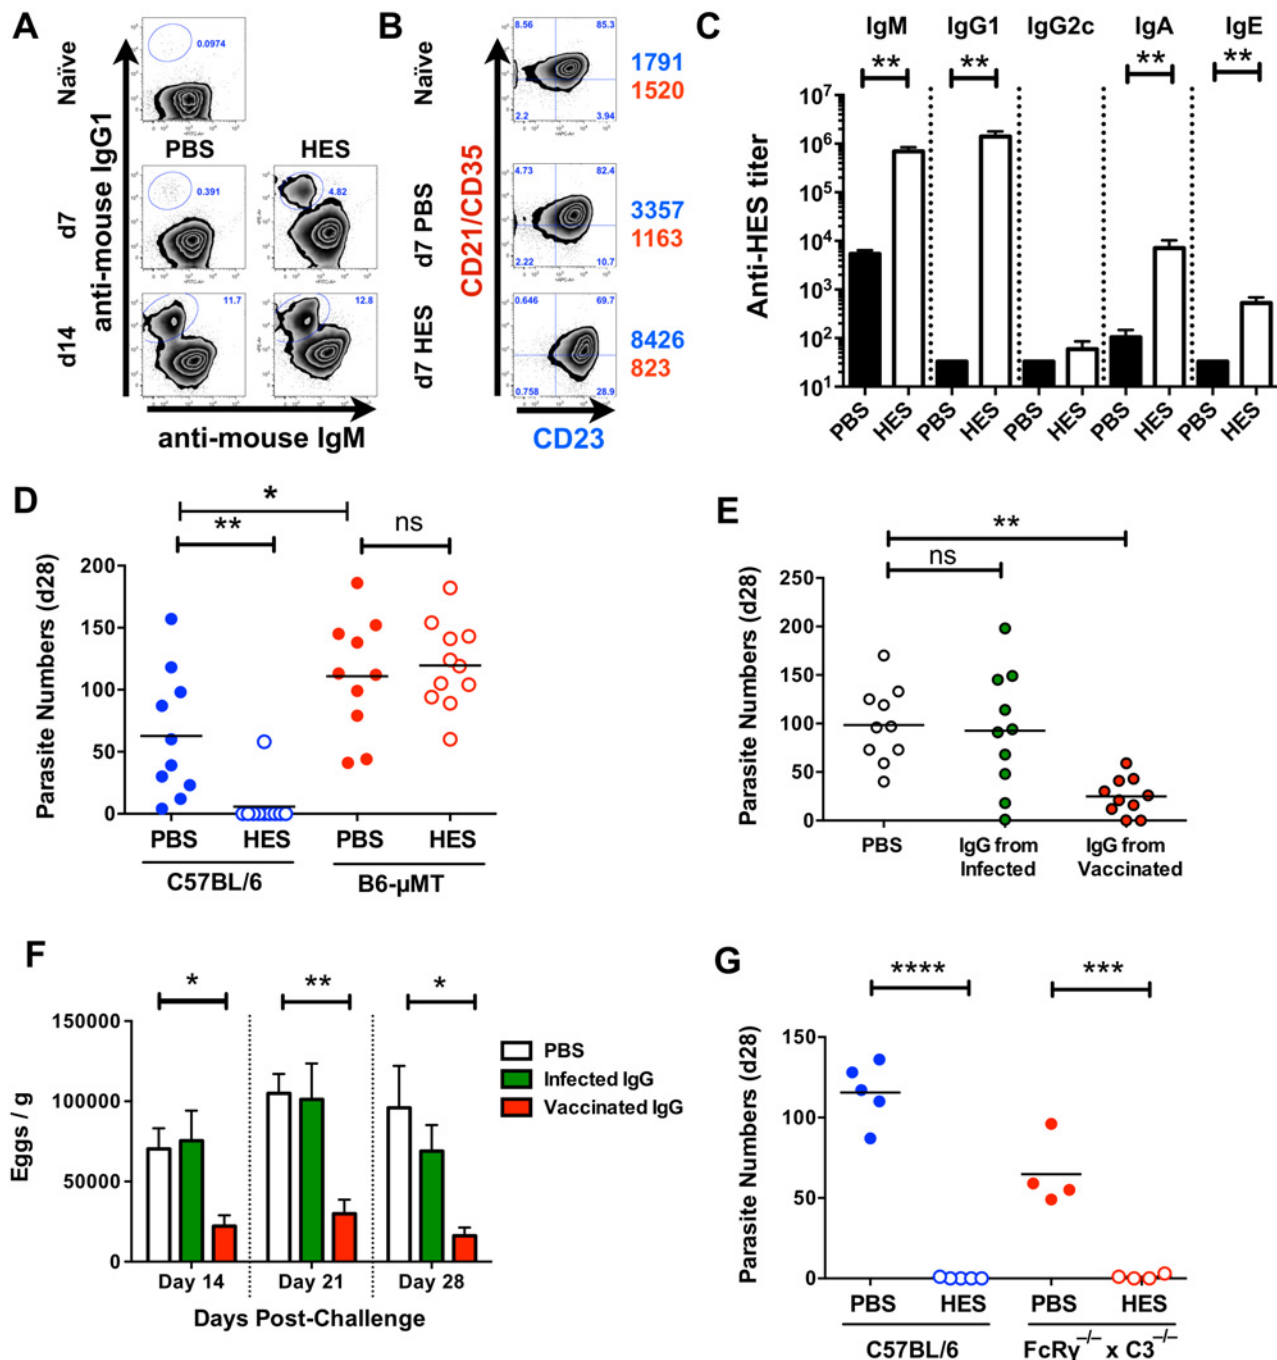 A
Naïve
0.0974
PBS
HES
anti-mouse IgG1
d7
0.391
4.82
d14
11.7
12.8
anti-mouse IgM
B
Naïve
8.56
85.3
2.2
3.94
1791
1520
CD21/CD35
d7 PBS
4.73
82.4
2.22
10.7
3357
1163
d7 HES
0.646
69.7
0.758
28.9
8426
823
CD23
C
IgM IgG1 IgG2c IgA IgE
** ** ** **
Anti-HES titer
10⁷
10⁶
10⁵
10⁴
10³
10²
10¹
PBS HES PBS HES PBS HES PBS HES PBS HES
D
*
** ns
Parasite Numbers (d28)
200
150
100
50
0
PBS HES PBS HES
C57BL/6 B6-µMT
E
**
ns
Parasite Numbers (d28)
250
200
150
100
50
0
PBS IgG from Infected IgG from Vaccinated
F
* ** *
Eggs / g
150000
100000
50000
0
PBS
Infected IgG
Vaccinated IgG
Day 14 Day 21 Day 28
Days Post-Challenge
G
**** ***
Parasite Numbers (d28)
150
100
50
0
PBS HES PBS HES
C57BL/6 FcRγ⁻/⁻ x C3⁻/⁻